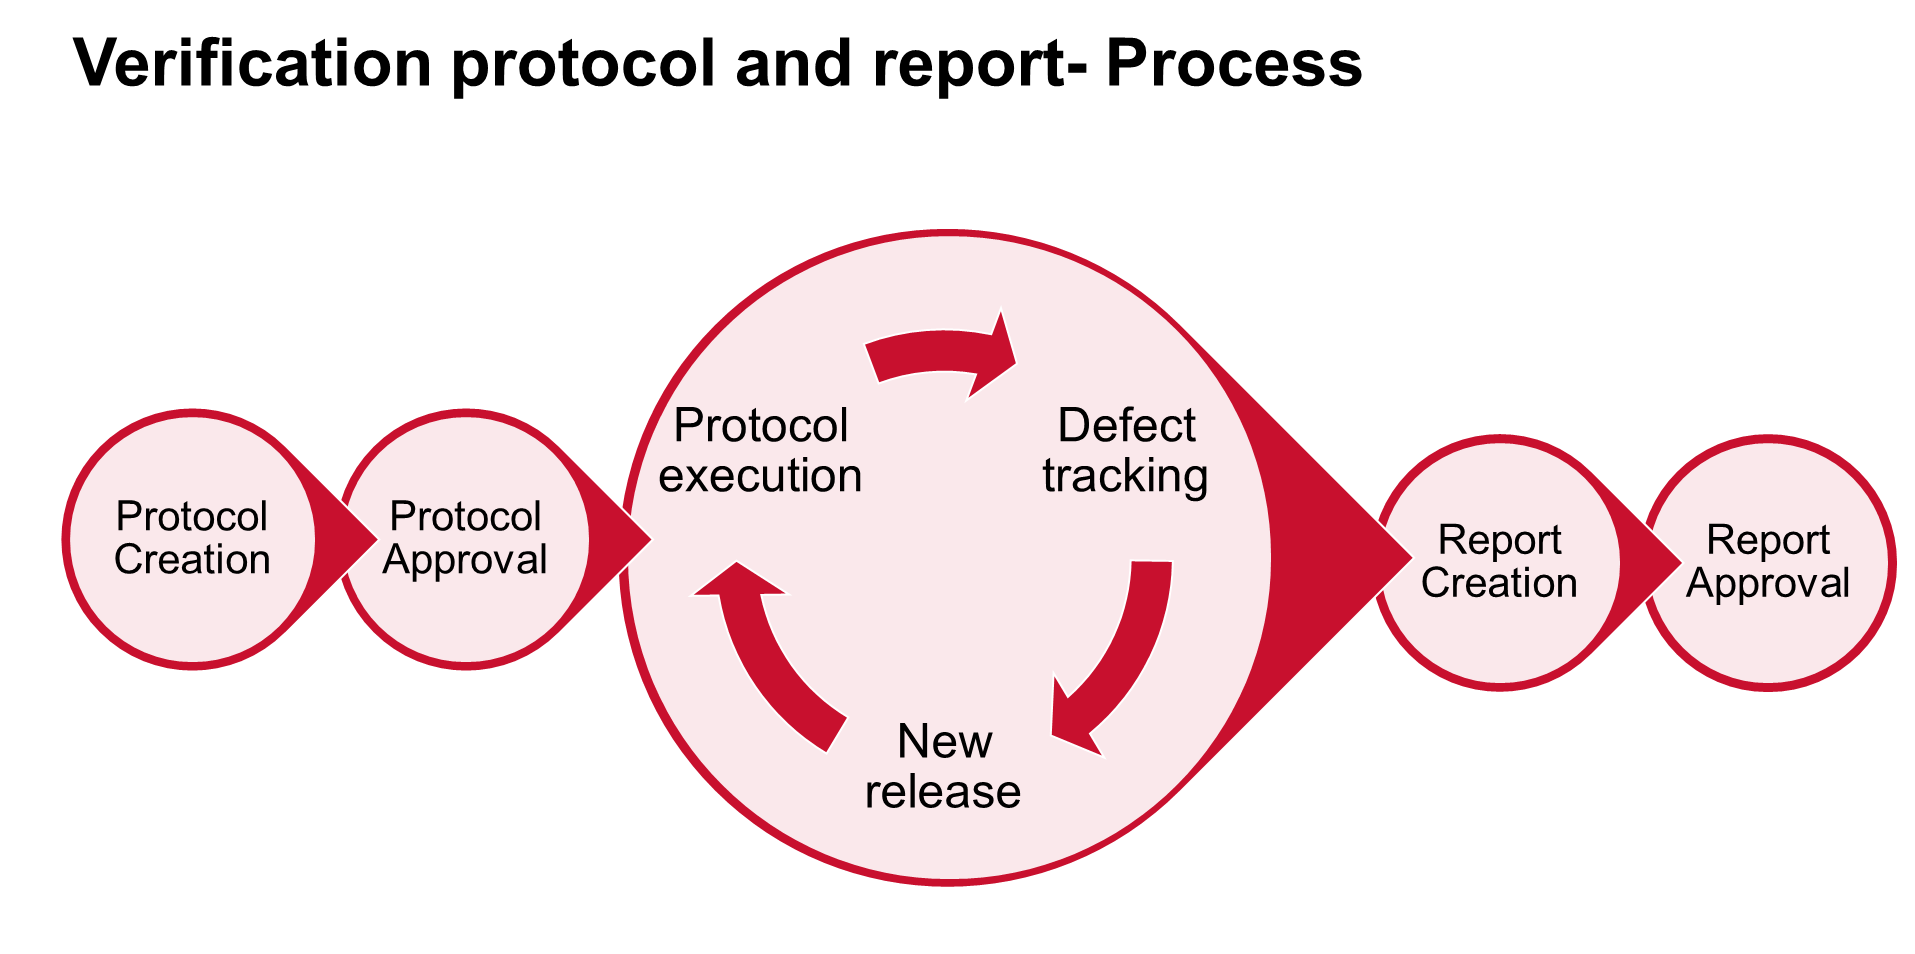 Verification protocol and report- Process
Protocol
Creation
Protocol
Approval
Protocol
execution
Defect
tracking
New
release
Report
Creation
Report
Approval